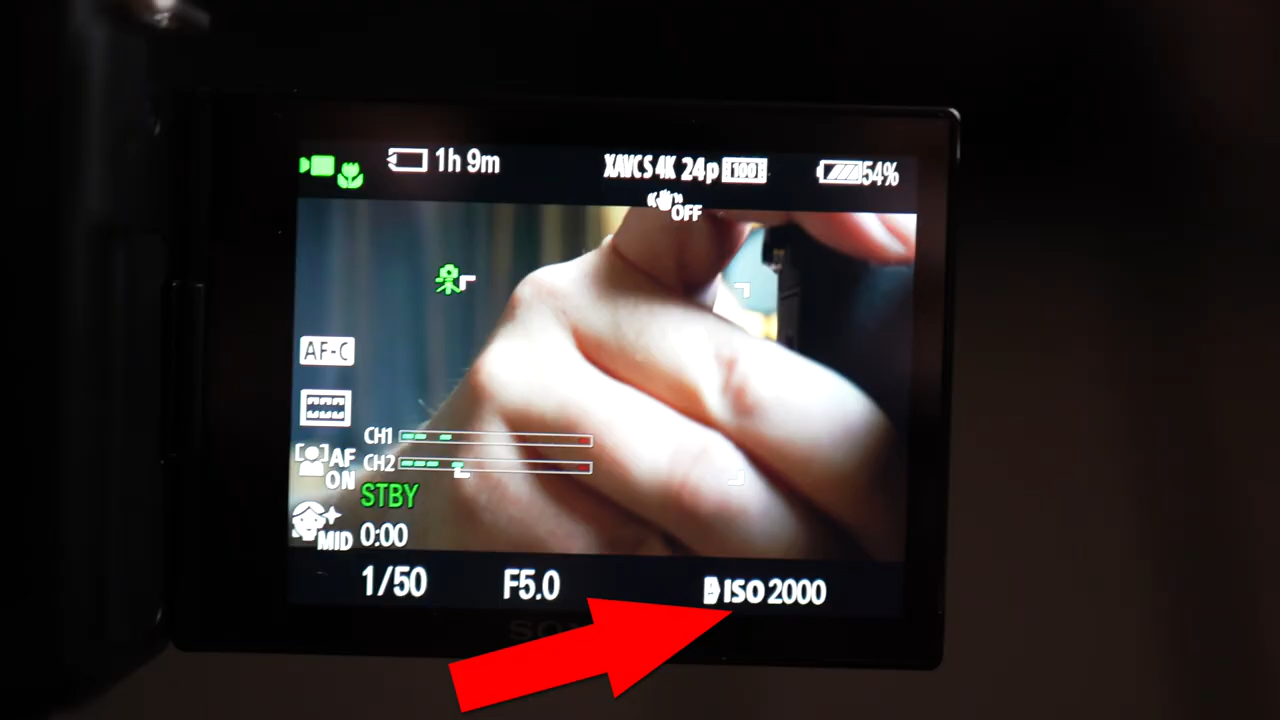 1h 9m
XAVC S 4K 24p 100
54%
OFF
AF-C
CH1
AF ON
CH2
STBY
MID
0:00
1/50
F5.0
ISO 2000